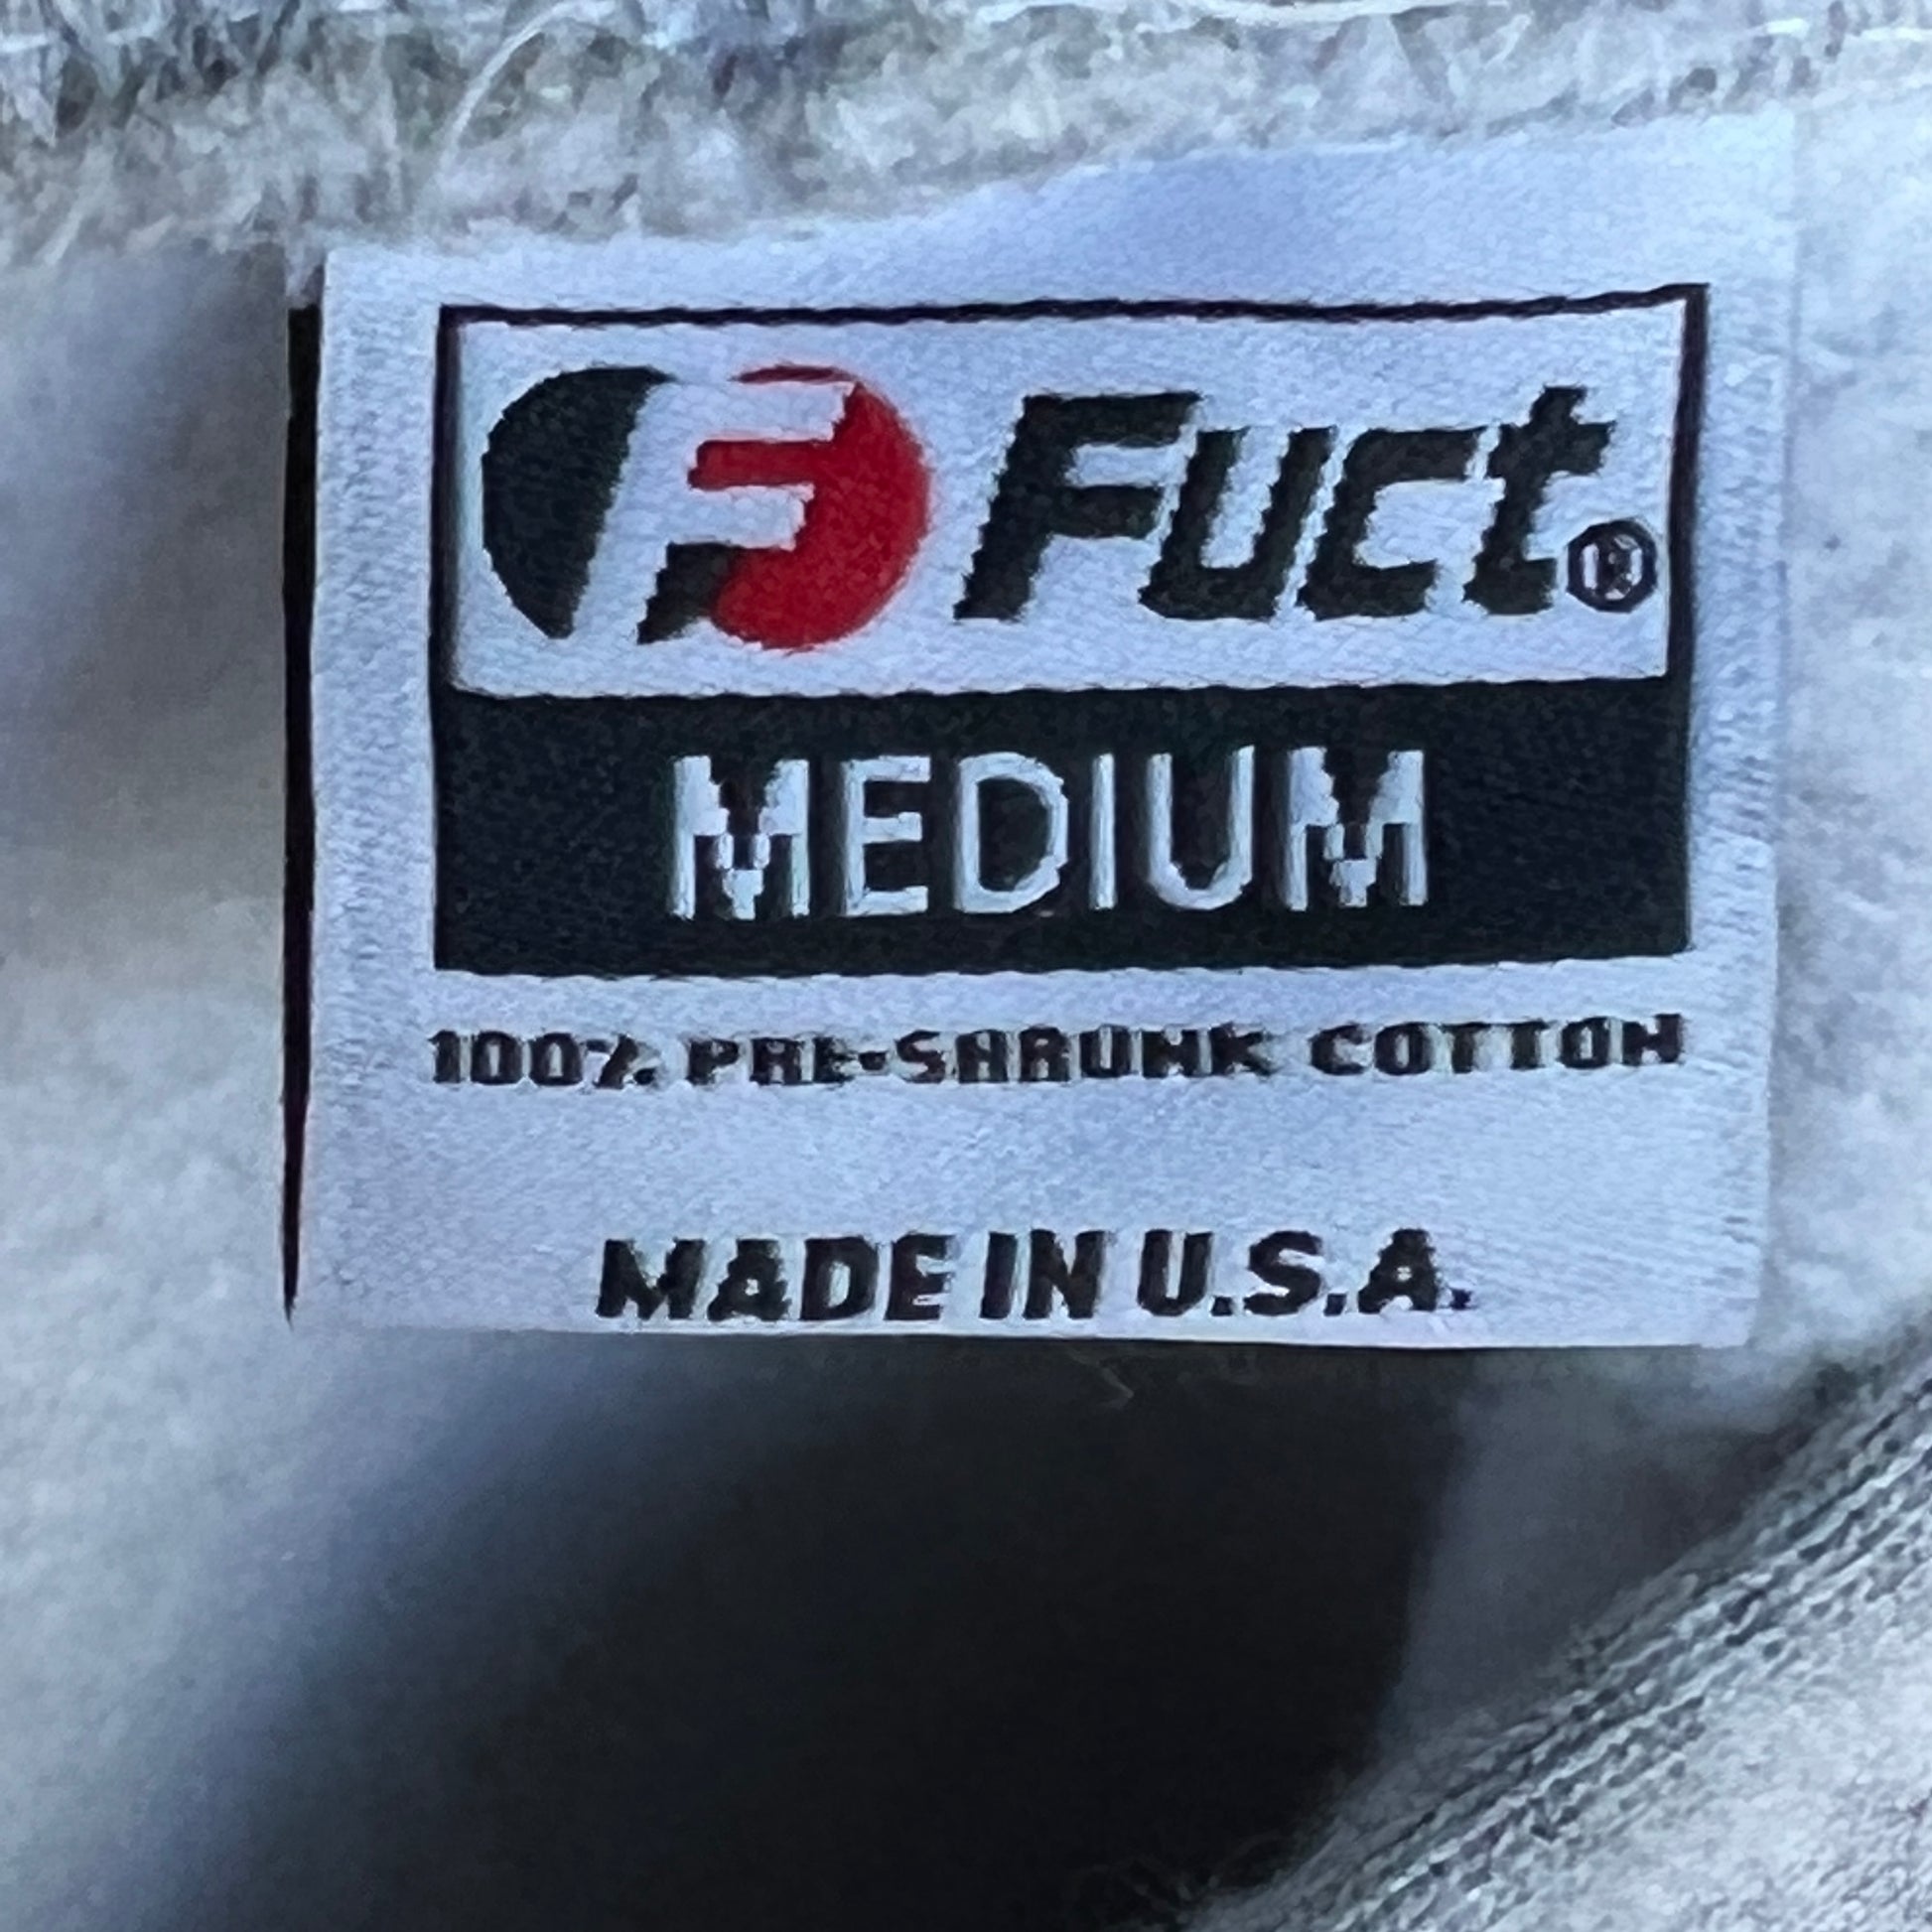 F Fuct®
MEDIUM
100% PRE-SHRUNK COTTON
MADE IN U.S.A.